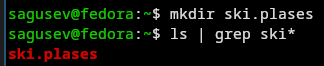 sagusev@fedora:~$ mkdir ski.plases
sagusev@fedora:~$ ls | grep ski*
ski.plases